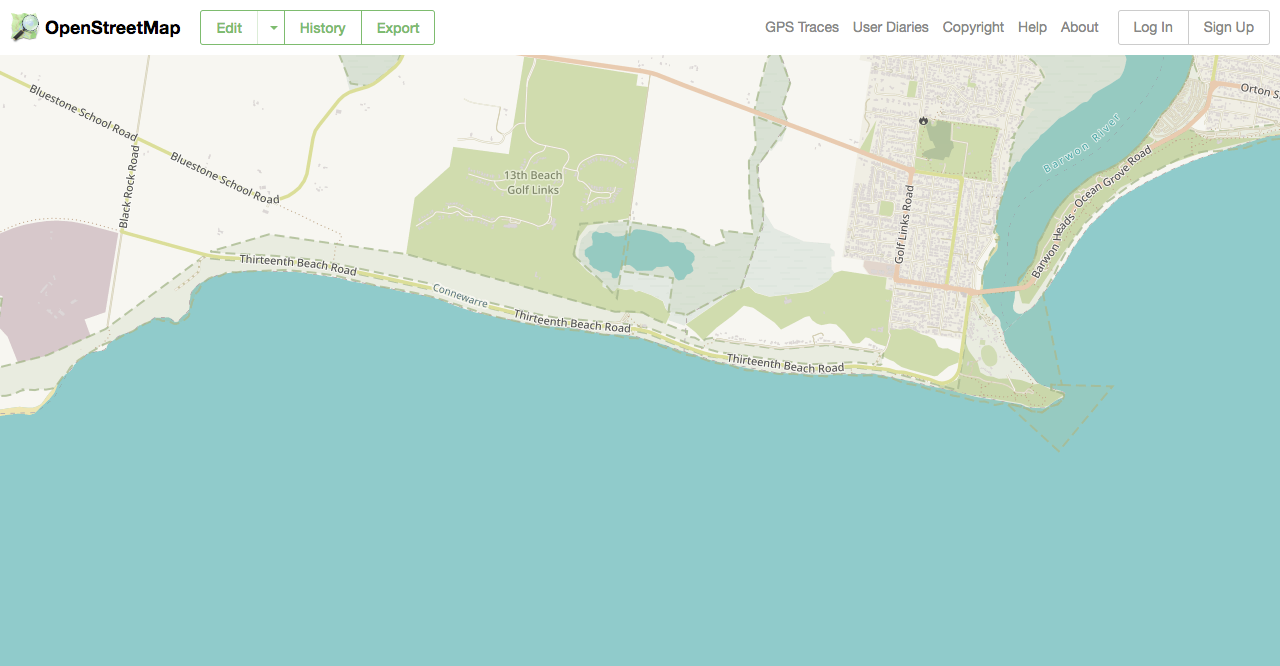 OpenStreetMap
Edit
History
Export
GPS Traces
User Diaries
Copyright
Help
About
Log In
Sign Up
Bluestone School Road
Bluestone School Road
Black Rock Road
13th Beach
Golf Links
Thirteenth Beach Road
Connewarre
Thirteenth Beach Road
Thirteenth Beach Road
Golf Links Road
Barwon River
Barwon Heads - Ocean Grove Road
Orton S